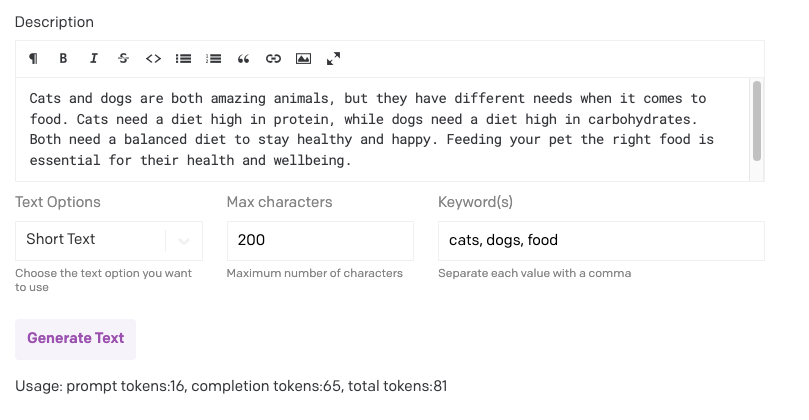 Description
¶ B I S <> “
Cats and dogs are both amazing animals, but they have different needs when it comes to
food. Cats need a diet high in protein, while dogs need a diet high in carbohydrates.
Both need a balanced diet to stay healthy and happy. Feeding your pet the right food is
essential for their health and wellbeing.
Text Options Max characters Keyword(s)
Short Text 200 cats, dogs, food
Choose the text option you want Maximum number of characters Separate each value with a comma
to use
Generate Text
Usage: prompt tokens:16, completion tokens:65, total tokens:81